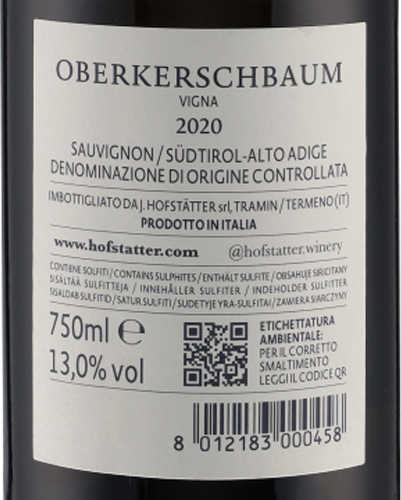 OBERKERSCHBAUM
VIGNA
2020
SAUVIGNON / SÜDTIROL-ALTO ADIGE
DENOMINAZIONE DI ORIGINE CONTROLLATA
IMBOTTIGLIATO DA J. HOFSTÄTTER srl, TRAMIN / TERMENO (IT)
PRODOTTO IN ITALIA
www.hofstatter.com @hofstatter.winery
CONTIENE SOLFITI / CONTAINS SULPHITES / ENTHÄLT SULFITE / OBSAHUJE SIRICITANY
SISÄLTÄÄ SULFITTEJA / INNEHÅLLER SULFITER / INDEHOLDER SULFITTER
SISALDAB SULFITID / SATUR SULFITI / SUDETYJE YRA-SULFITAI / ZAWIERA SIARCZYNY
750ml ℮
13,0% vol
ETICHETTATURA
AMBIENTALE:
PER IL CORRETTO
SMALTIMENTO
LEGGI IL CODICE QR
8 012183 000458